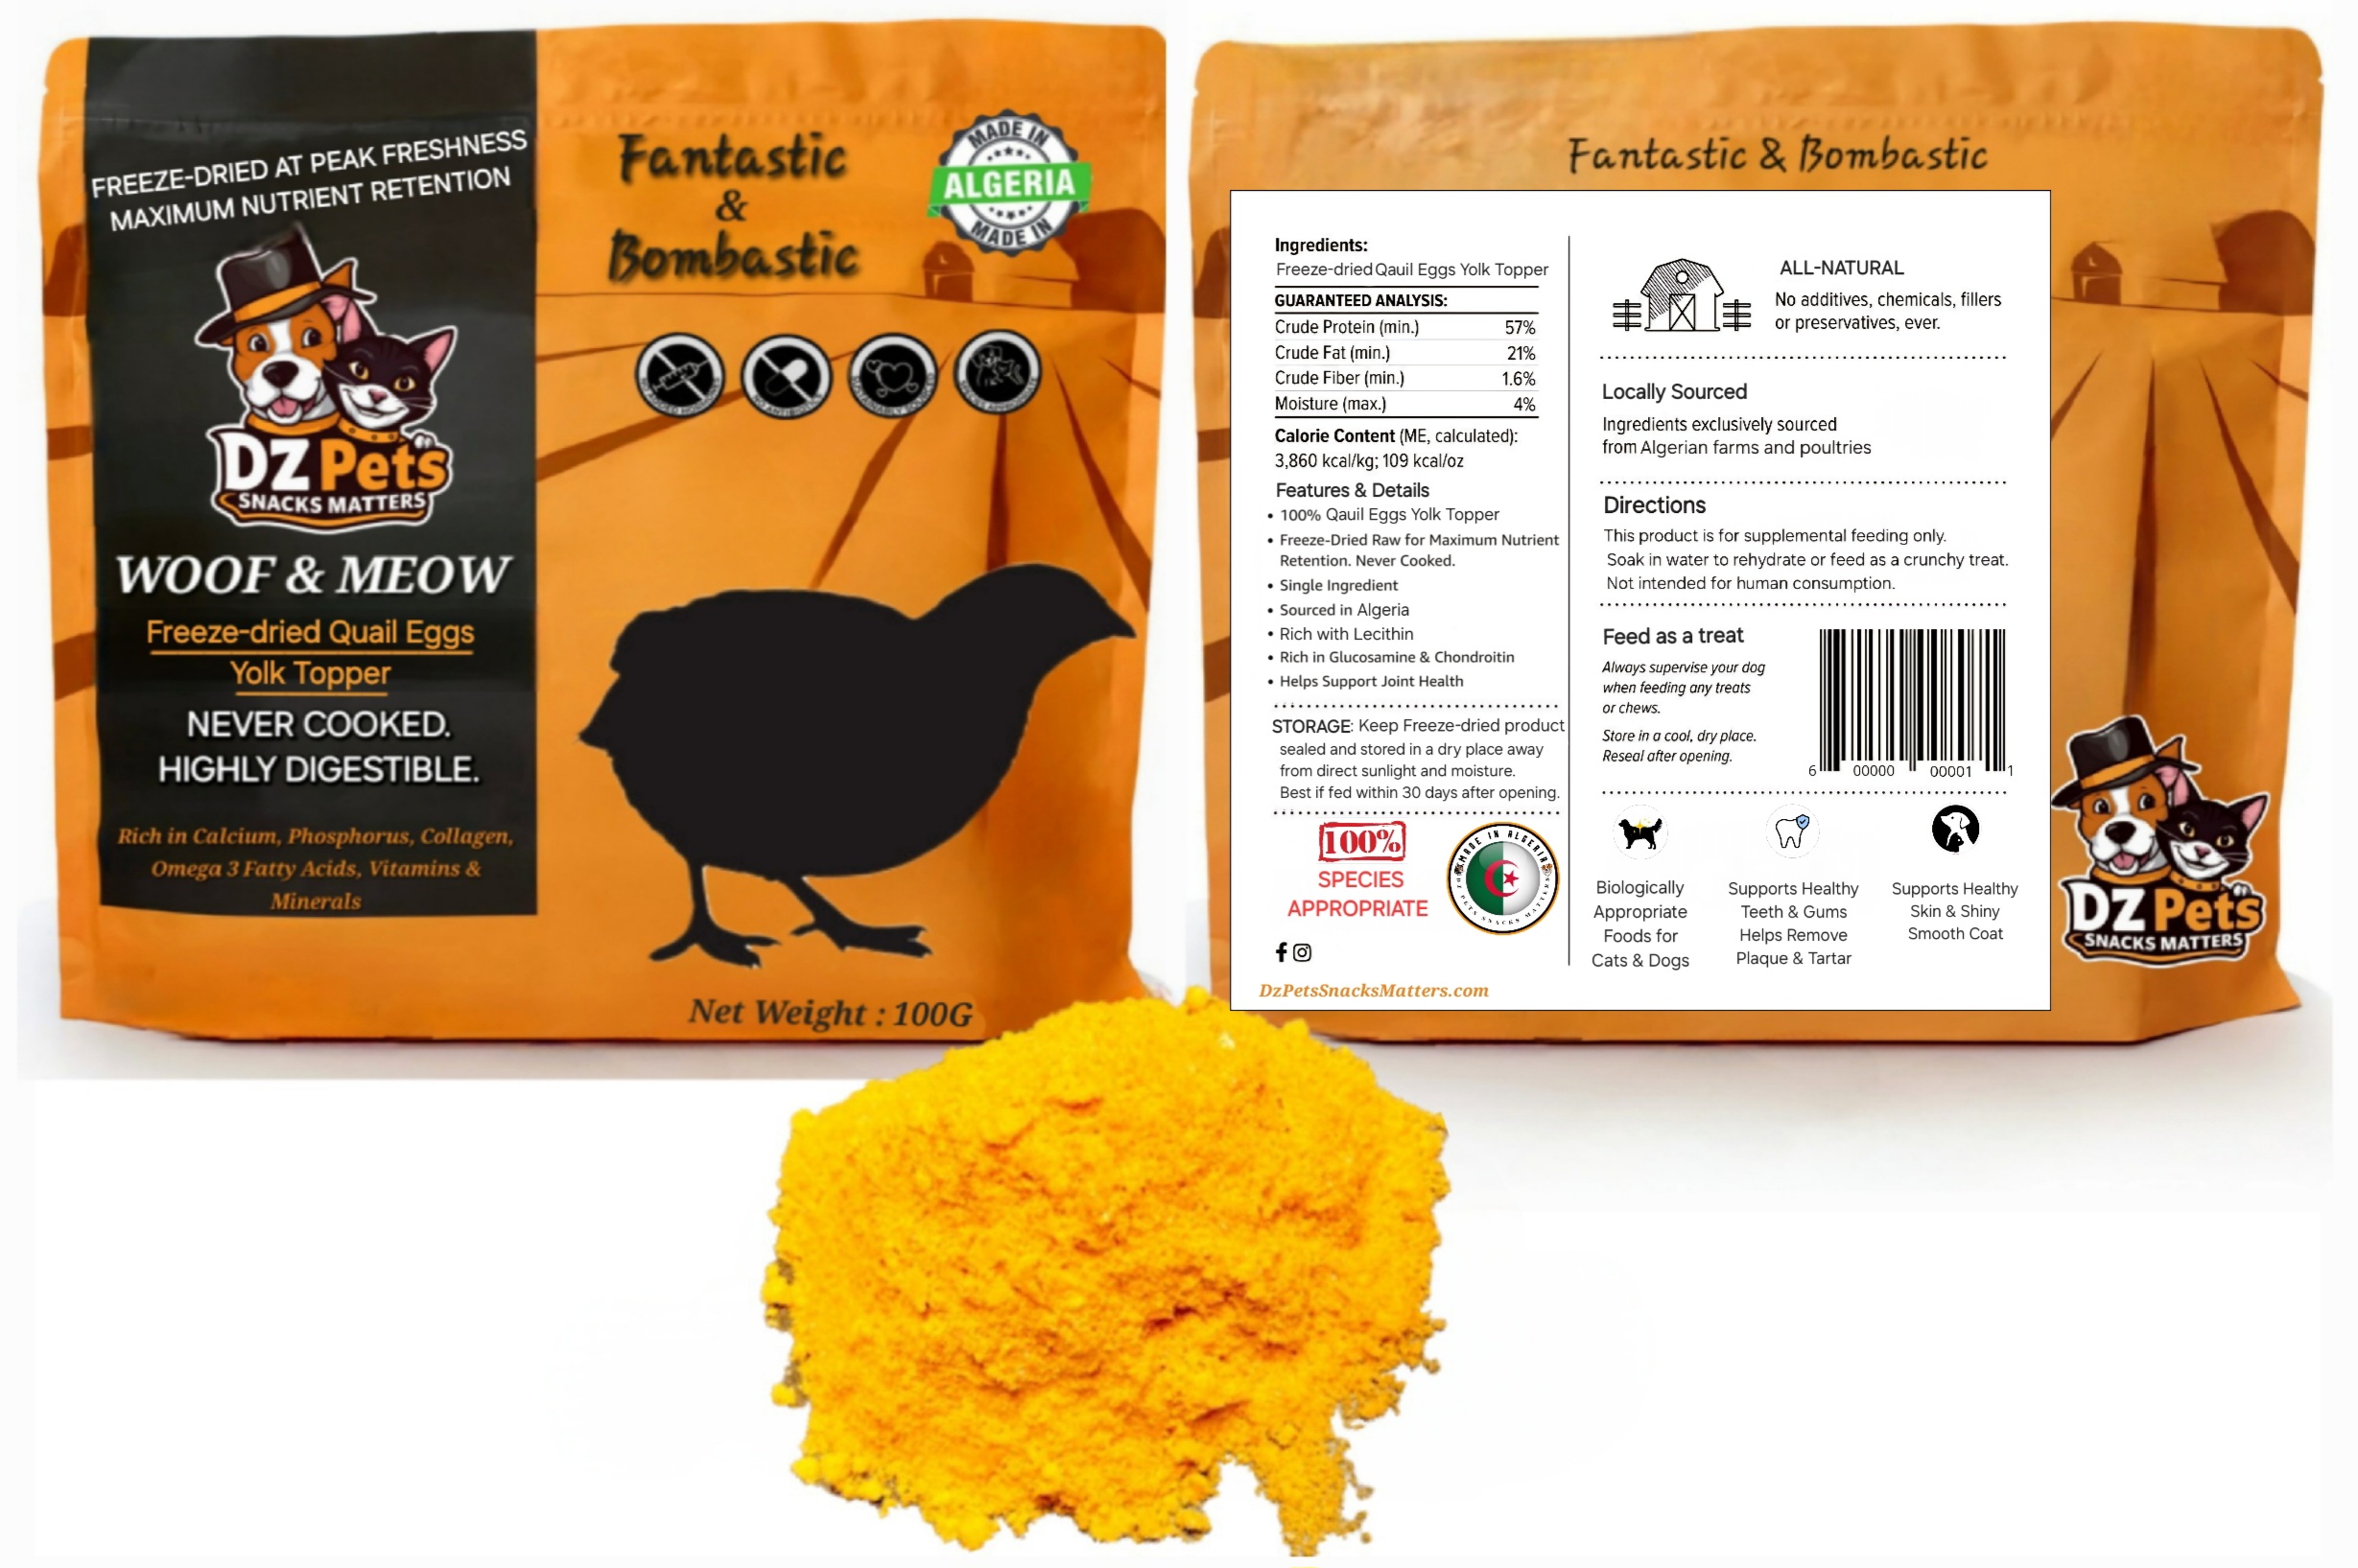 FREEZE-DRIED AT PEAK FRESHNESS
MAXIMUM NUTRIENT RETENTION
DZ Pets
SNACKS MATTERS
WOOF & MEOW
Freeze-dried Quail Eggs
Yolk Topper
NEVER COOKED.
HIGHLY DIGESTIBLE.
Rich in Calcium, Phosphorus, Collagen,
Omega 3 Fatty Acids, Vitamins &
Minerals
Fantastic
&
Bombastic
MADE IN
ALGERIA
MADE IN
Net Weight : 100G
Fantastic & Bombastic
Ingredients:
Freeze-dried Qauil Eggs Yolk Topper
GUARANTEED ANALYSIS:
Crude Protein (min.) 57%
Crude Fat (min.) 21%
Crude Fiber (min.) 1.6%
Moisture (max.) 4%
Calorie Content (ME, calculated):
3,860 kcal/kg; 109 kcal/oz
Features & Details
• 100% Qauil Eggs Yolk Topper
• Freeze-Dried Raw for Maximum Nutrient
Retention. Never Cooked.
• Single Ingredient
• Sourced in Algeria
• Rich with Lecithin
• Rich in Glucosamine & Chondroitin
• Helps Support Joint Health
STORAGE: Keep Freeze-dried product
sealed and stored in a dry place away
from direct sunlight and moisture.
Best if fed within 30 days after opening.
100%
SPECIES
APPROPRIATE
MADE IN ALGERIA
DzPetsSnacksMatters.com
ALL-NATURAL
No additives, chemicals, fillers
or preservatives, ever.
Locally Sourced
Ingredients exclusively sourced
from Algerian farms and poultries
Directions
This product is for supplemental feeding only.
Soak in water to rehydrate or feed as a crunchy treat.
Not intended for human consumption.
Feed as a treat
Always supervise your dog
when feeding any treats
or chews.
Store in a cool, dry place.
Reseal after opening.
6 00000 00001 1
Biologically
Appropriate
Foods for
Cats & Dogs
Supports Healthy
Teeth & Gums
Helps Remove
Plaque & Tartar
Supports Healthy
Skin & Shiny
Smooth Coat
DZ Pets
SNACKS MATTERS